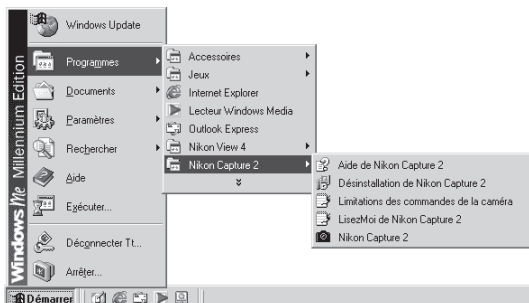 Windows Me Millennium Edition
Windows Update
Programmes
Documents
Paramètres
Rechercher
Aide
Exécuter...
Déconnecter Tt...
Arrêter...
Démarrer
Accessoires
Jeux
Internet Explorer
Lecteur Windows Media
Outlook Express
Nikon View 4
Nikon Capture 2
Aide de Nikon Capture 2
Désinstallation de Nikon Capture 2
Limitations des commandes de la caméra
LisezMoi de Nikon Capture 2
Nikon Capture 2